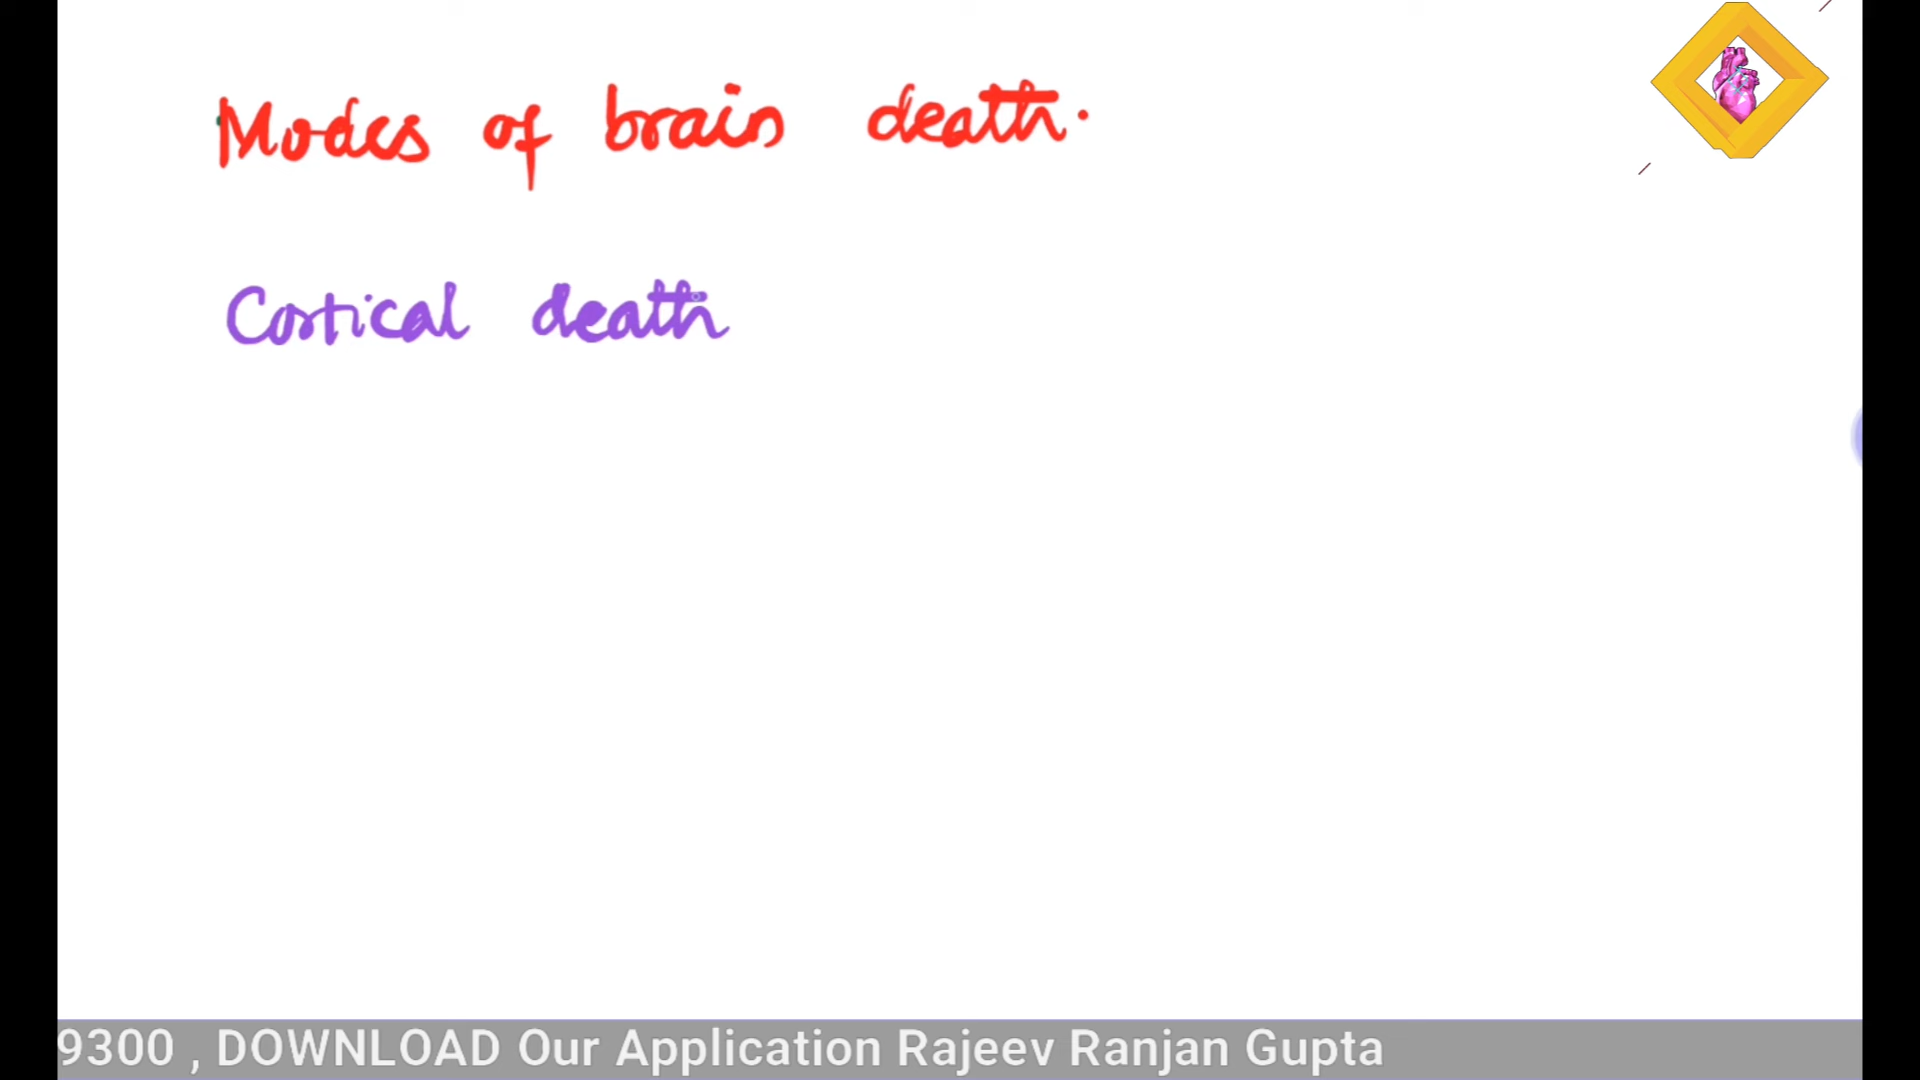 Modes of brain death.
Cortical death
9300 , DOWNLOAD Our Application Rajeev Ranjan Gupta